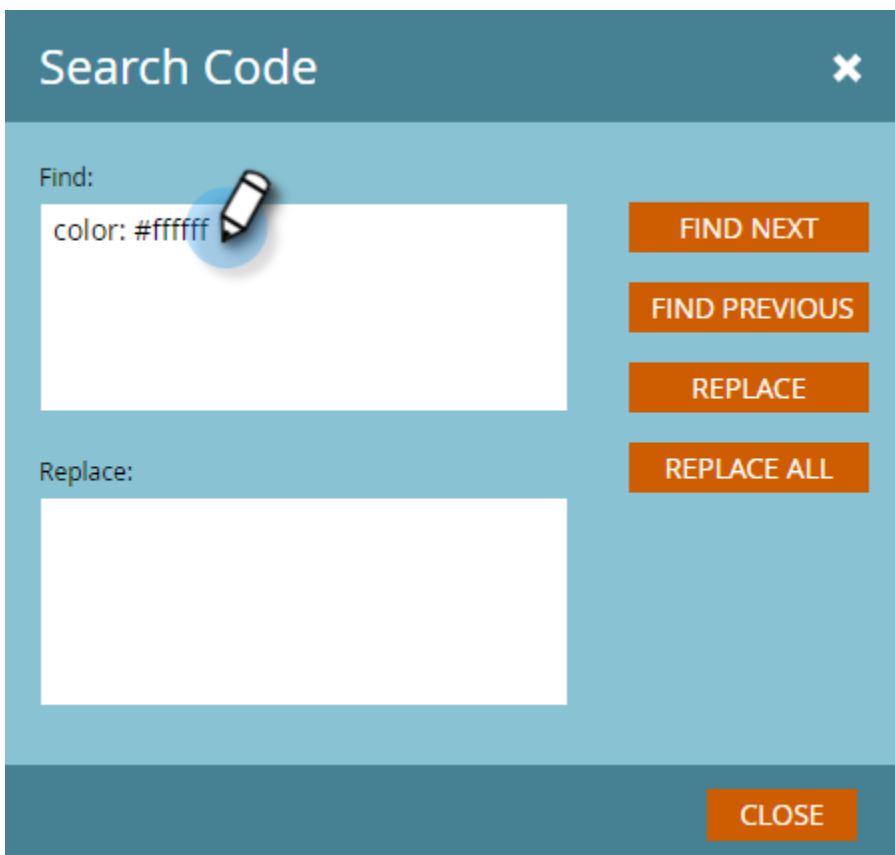 Search Code
Find:
color: #ffffff
FIND NEXT
FIND PREVIOUS
REPLACE
REPLACE ALL
Replace:
CLOSE